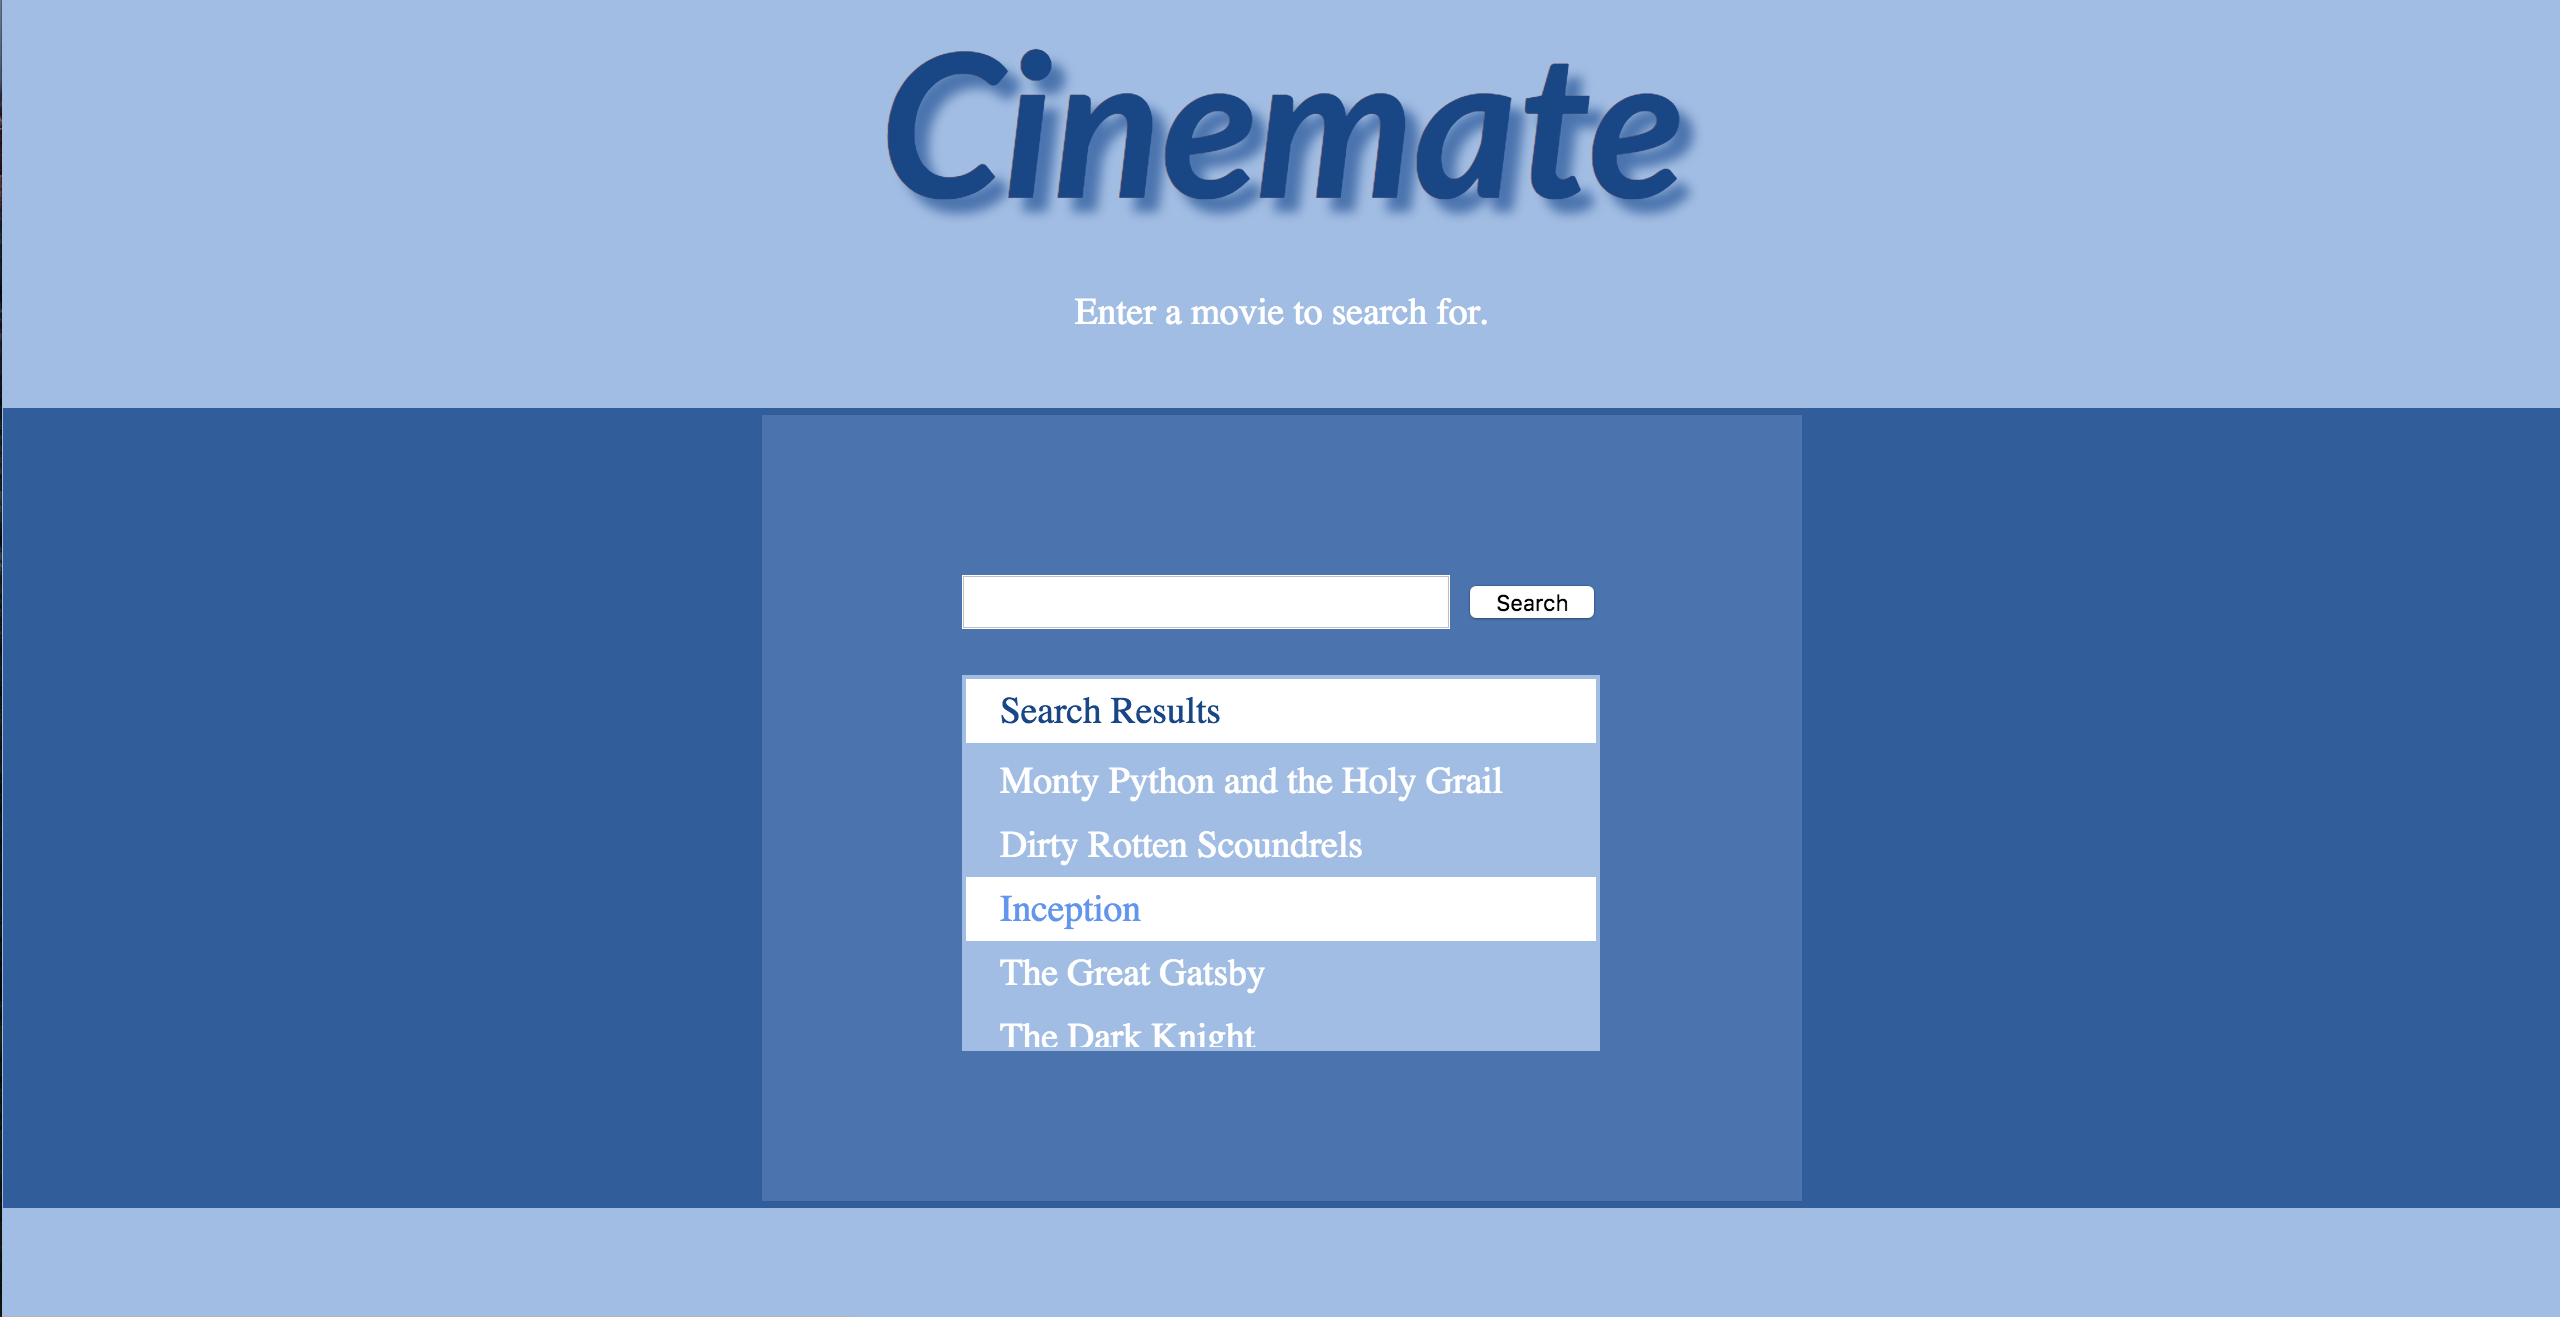 Cinemate
Enter a movie to search for.
Search
Search Results
Monty Python and the Holy Grail
Dirty Rotten Scoundrels
Inception
The Great Gatsby
The Dark Knight